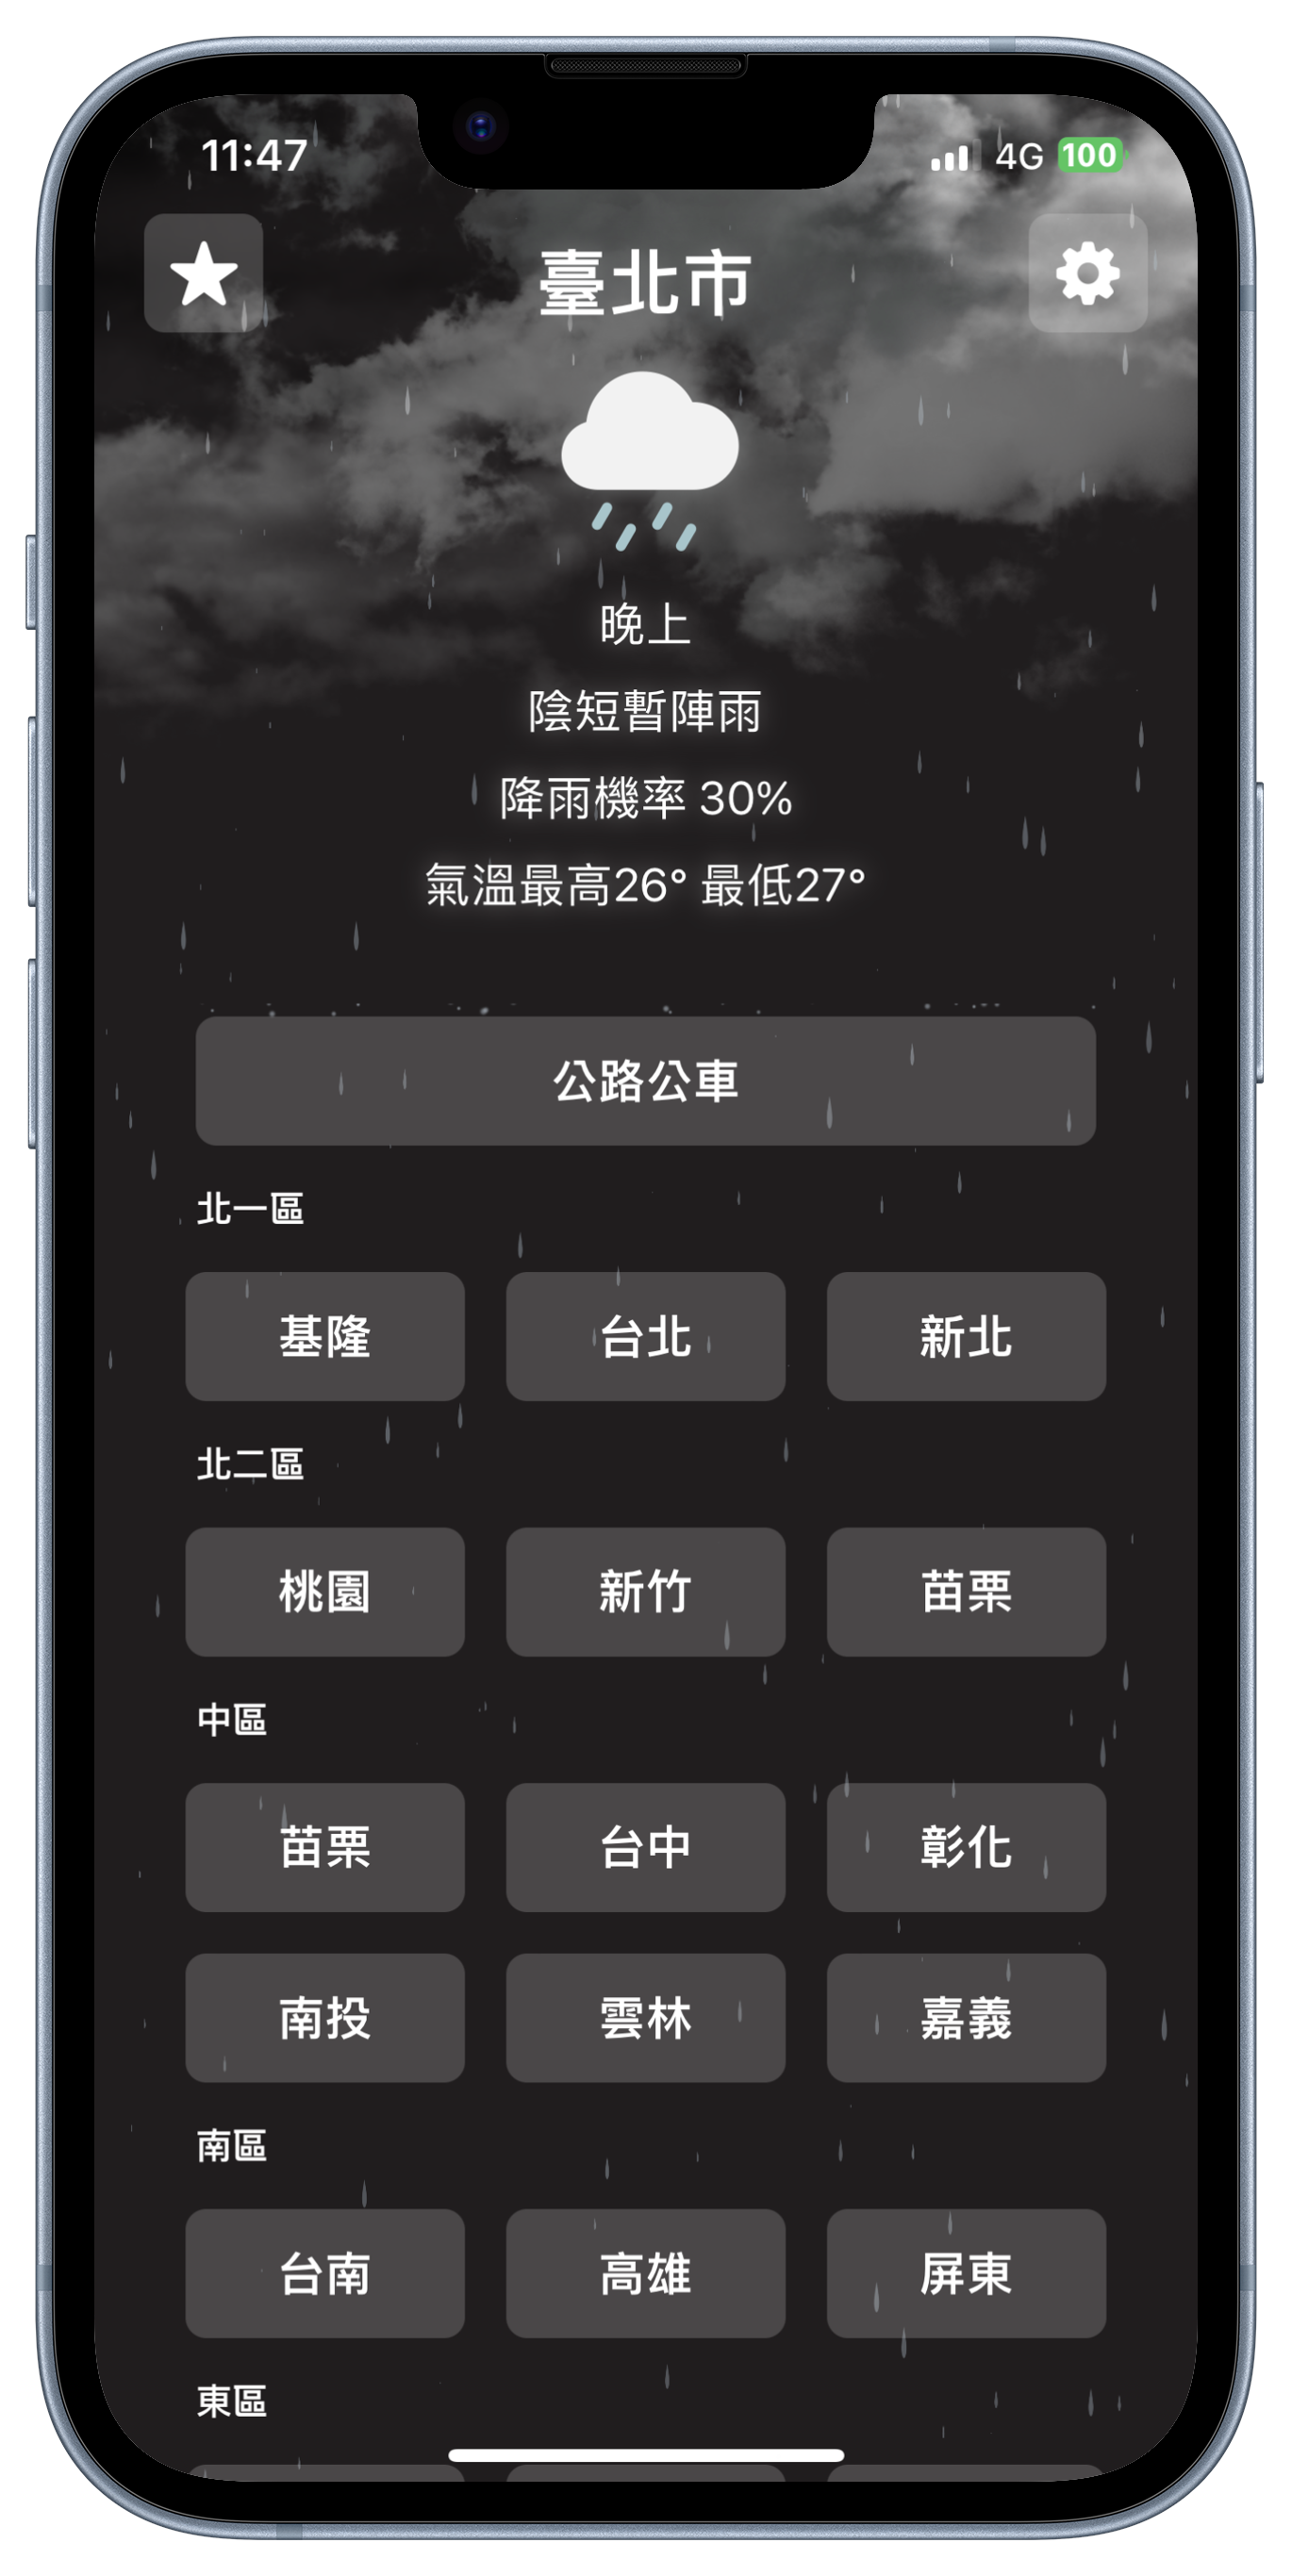 11:47 4G 100
臺北市
晚上
陰短暫陣雨
降雨機率 30%
氣溫最高26° 最低27°
公路公車
北一區
基隆 台北 新北
北二區
桃園 新竹 苗栗
中區
苗栗 台中 彰化
南投 雲林 嘉義
南區
台南 高雄 屏東
東區